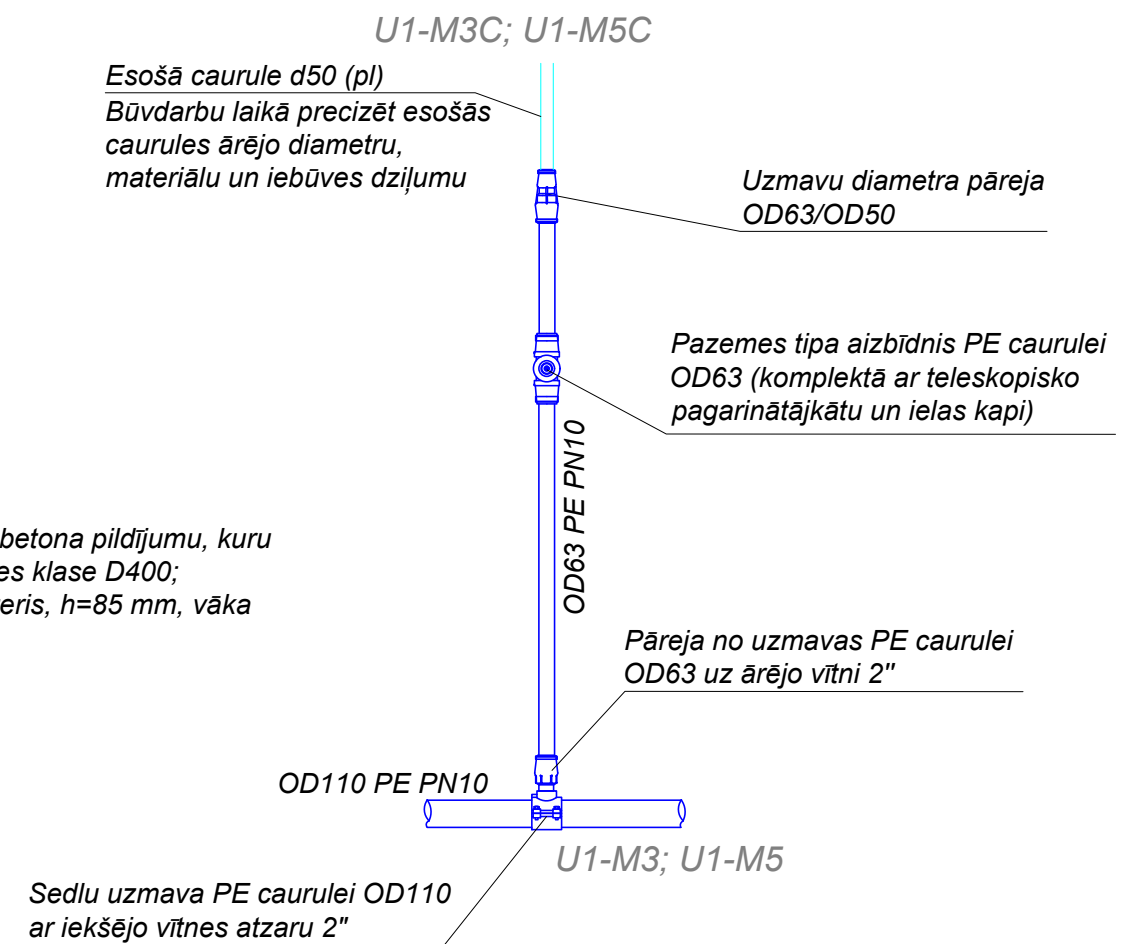 U1-M3C; U1-M5C
Esošā caurule d50 (pl)
Būvdarbu laikā precizēt esošās
caurules ārējo diametru,
materiālu un iebūves dziļumu
Uzmavu diametra pāreja
OD63/OD50
Pazemes tipa aizbīdnis PE caurulei
OD63 (komplektā ar teleskopisko
pagarinātājkātu un ielas kapi)
OD63 PE PN10
betona pildījumu, kuru
es klase D400;
eris, h=85 mm, vāka
Pāreja no uzmavas PE caurulei
OD63 uz ārējo vītni 2"
OD110 PE PN10
U1-M3; U1-M5
Sedlu uzmava PE caurulei OD110
ar iekšējo vītnes atzaru 2"